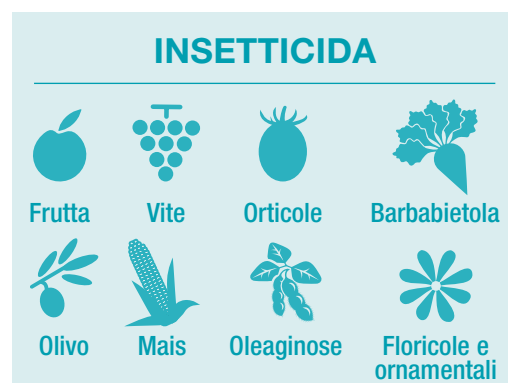 INSETTICIDA
Frutta
Vite
Orticole
Barbabietola
Olivo
Mais
Oleaginose
Floricole e
ornamentali